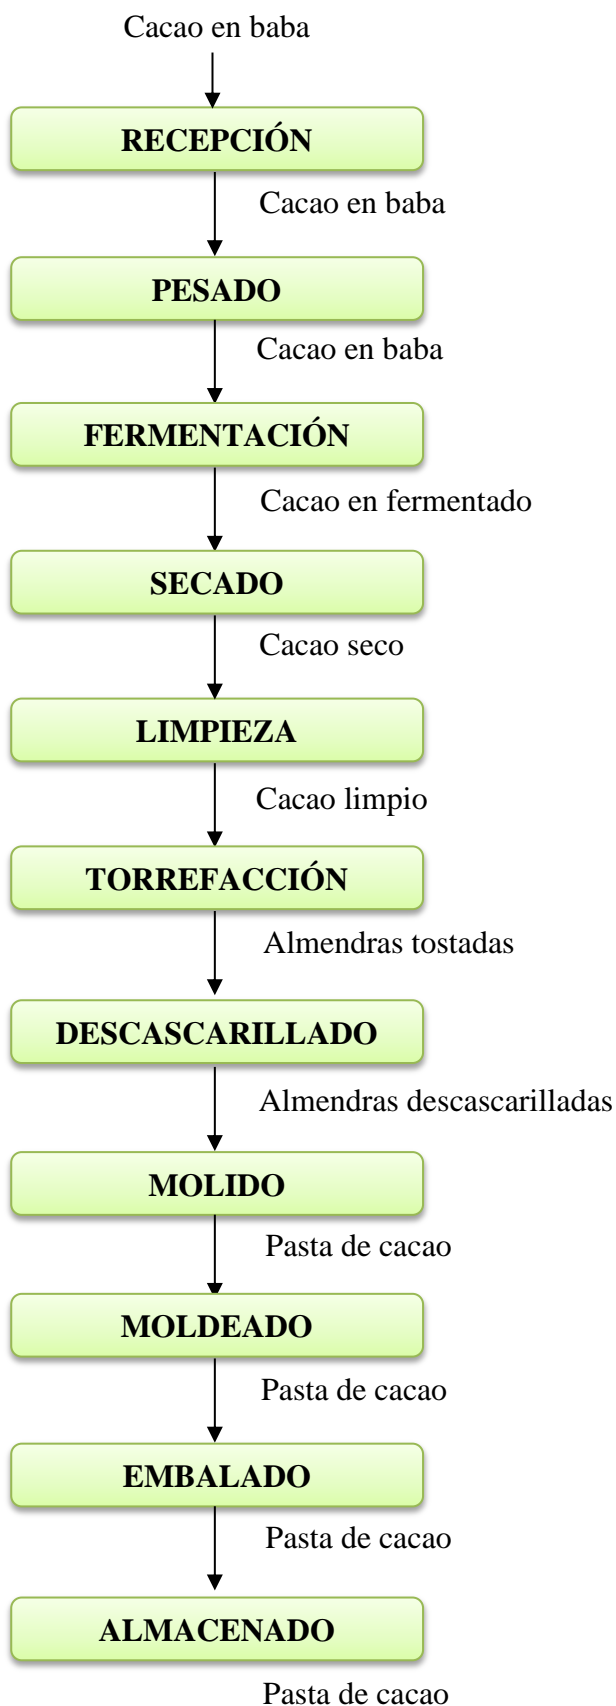 Cacao en baba
RECEPCIÓN
Cacao en baba
PESADO
Cacao en baba
FERMENTACIÓN
Cacao en fermentado
SECADO
Cacao seco
LIMPIEZA
Cacao limpio
TORREFACCIÓN
Almendras tostadas
DESCASCARILLADO
Almendras descascarilladas
MOLIDO
Pasta de cacao
MOLDEADO
Pasta de cacao
EMBALADO
Pasta de cacao
ALMACENADO
Pasta de cacao